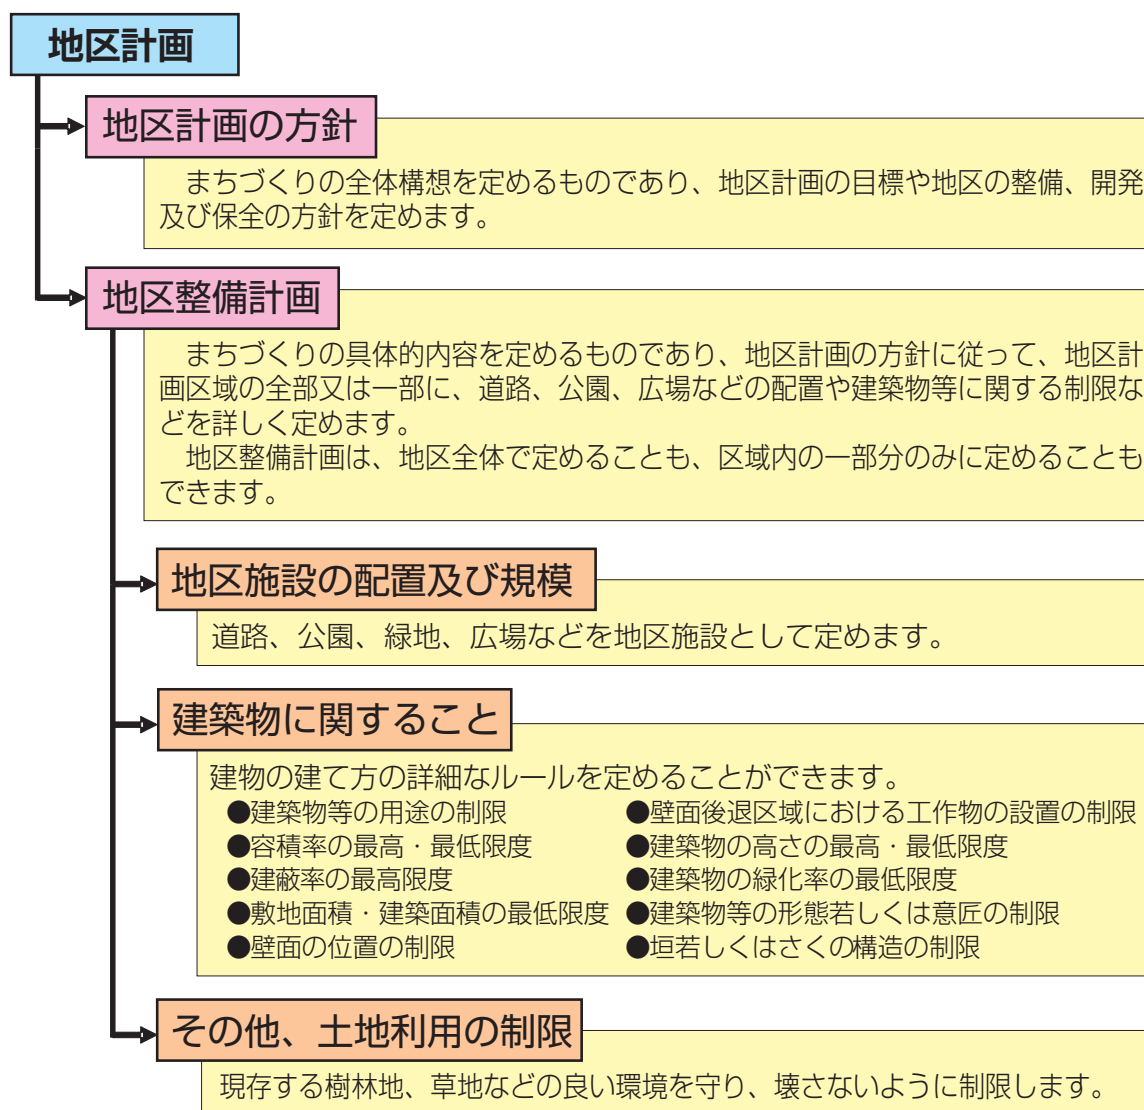 地区計画
地区計画の方針
まちづくりの全体構想を定めるものであり、地区計画の目標や地区の整備、開発
及び保全の方針を定めます。
地区整備計画
まちづくりの具体的内容を定めるものであり、地区計画の方針に従って、地区計
画区域の全部又は一部に、道路、公園、広場などの配置や建築物等に関する制限な
どを詳しく定めます。
地区整備計画は、地区全体で定めることも、区域内の一部分のみに定めることも
できます。
地区施設の配置及び規模
道路、公園、緑地、広場などを地区施設として定めます。
建築物に関すること
建物の建て方の詳細なルールを定めることができます。
●建築物等の用途の制限
●容積率の最高・最低限度
●建蔽率の最高限度
●敷地面積・建築面積の最低限度
●壁面の位置の制限
●壁面後退区域における工作物の設置の制限
●建築物の高さの最高・最低限度
●建築物の緑化率の最低限度
●建築物等の形態若しくは意匠の制限
●垣若しくはさくの構造の制限
その他、土地利用の制限
現存する樹林地、草地などの良い環境を守り、壊さないように制限します。